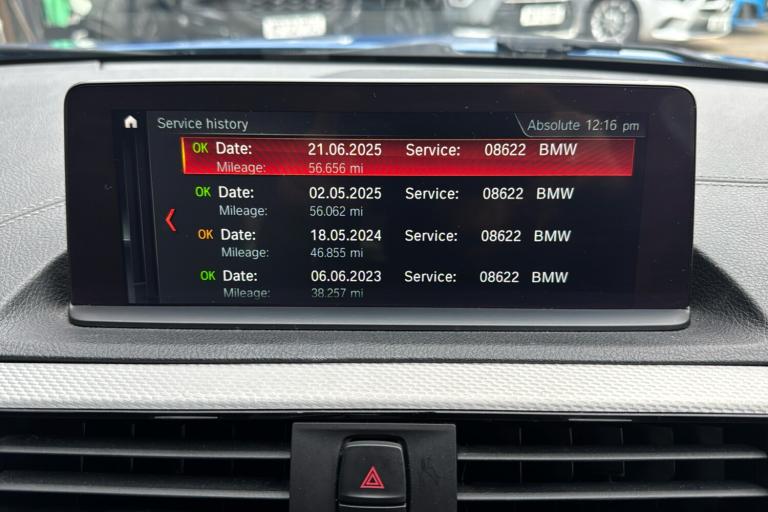 Service history
Absolute 12:16 pm
OK Date: 21.06.2025 Service: 08622 BMW
Mileage: 56.656 mi
OK Date: 02.05.2025 Service: 08622 BMW
Mileage: 56.062 mi
OK Date: 18.05.2024 Service: 08622 BMW
Mileage: 46.855 mi
OK Date: 06.06.2023 Service: 08622 BMW
Mileage: 38.257 mi